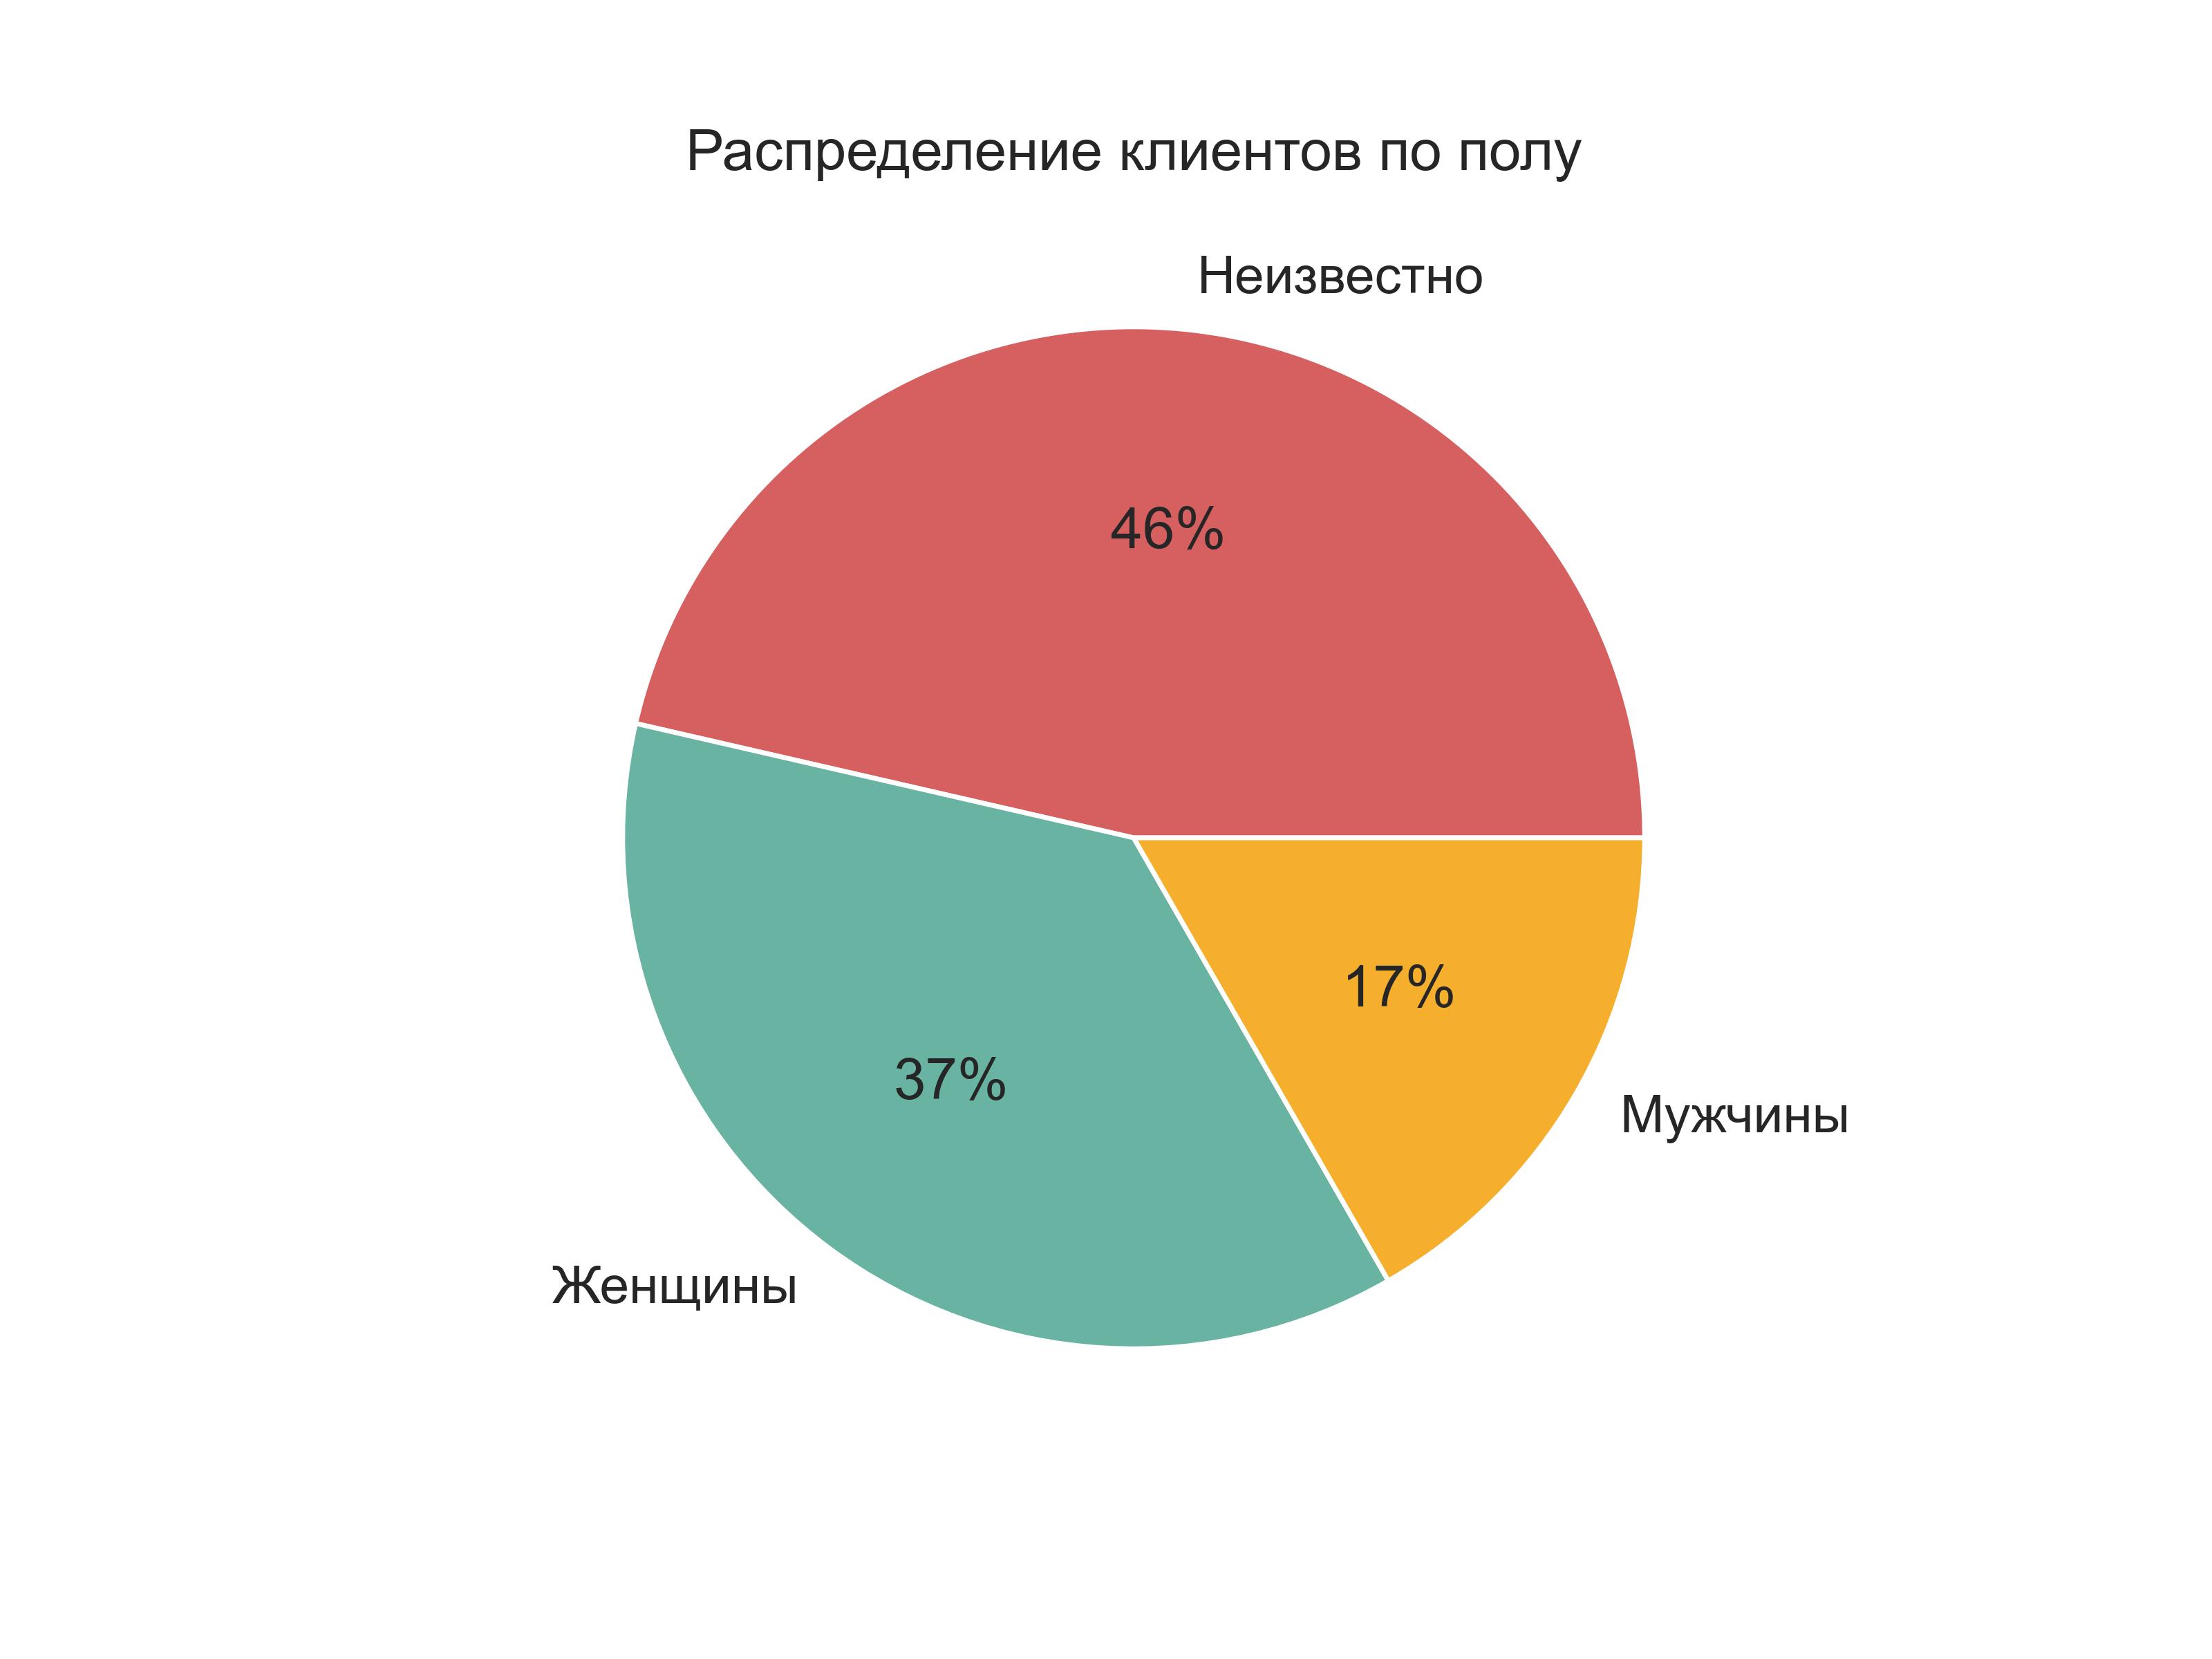 Распределение клиентов по полу
Неизвестно
46%
17%
37%
Мужчины
Женщины